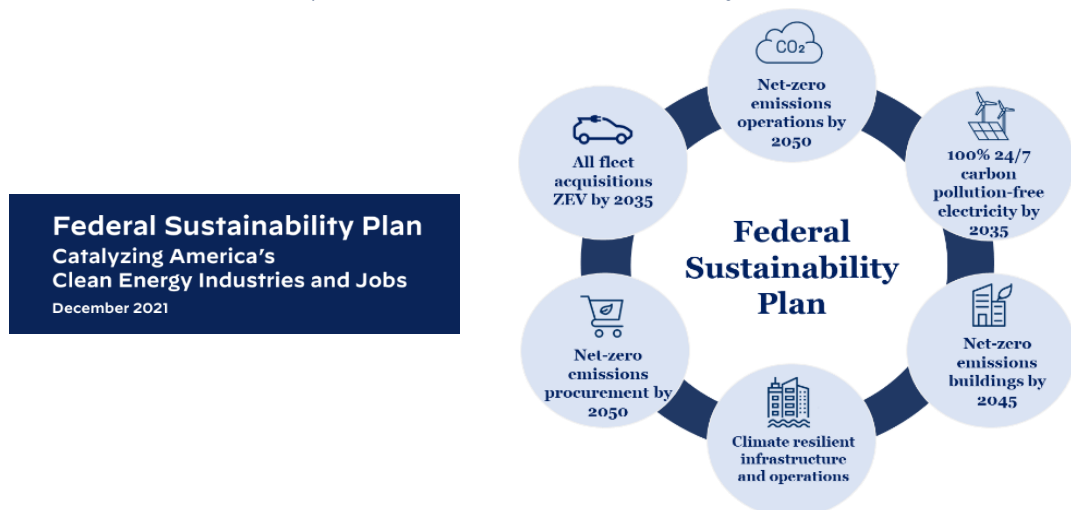 Federal Sustainability Plan
Catalyzing America's
Clean Energy Industries and Jobs
December 2021
CO₂
Net-zero
emissions
operations by
2050
100% 24/7
carbon
pollution-free
electricity by
2035
Net-zero
emissions
buildings by
2045
Climate resilient
infrastructure
and operations
Net-zero
emissions
procurement by
2050
All fleet
acquisitions
ZEV by 2035
Federal
Sustainability
Plan